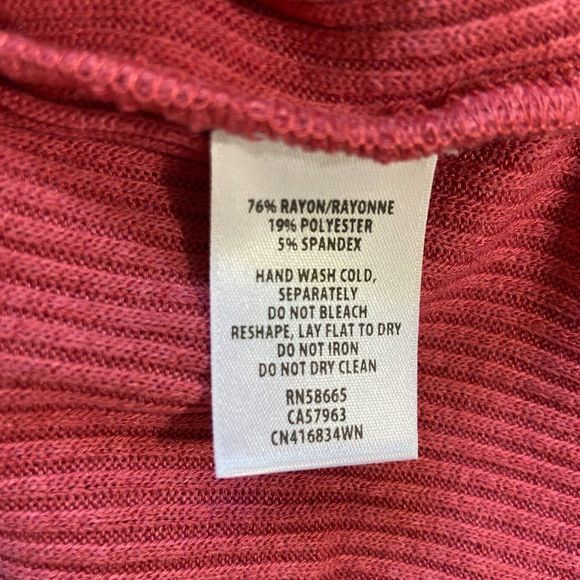 76% RAYON/RAYONNE
19% POLYESTER
5% SPANDEX
HAND WASH COLD,
SEPARATELY
DO NOT BLEACH
RESHAPE, LAY FLAT TO DRY
DO NOT IRON
DO NOT DRY CLEAN
RN58665
CA57963
CN416834WN